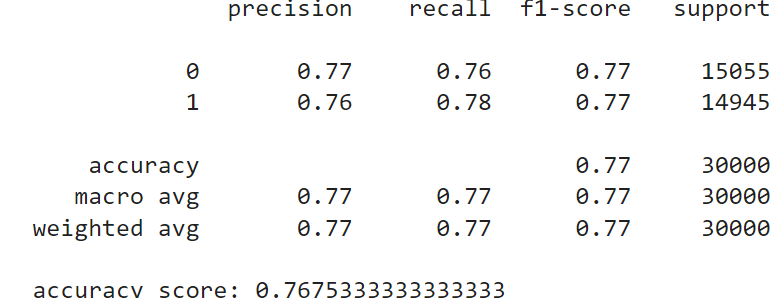 precision recall f1-score support
0 0.77 0.76 0.77 15055
1 0.76 0.78 0.77 14945
accuracy 0.77 30000
macro avg 0.77 0.77 0.77 30000
weighted avg 0.77 0.77 0.77 30000
accuracy score: 0.7675333333333333